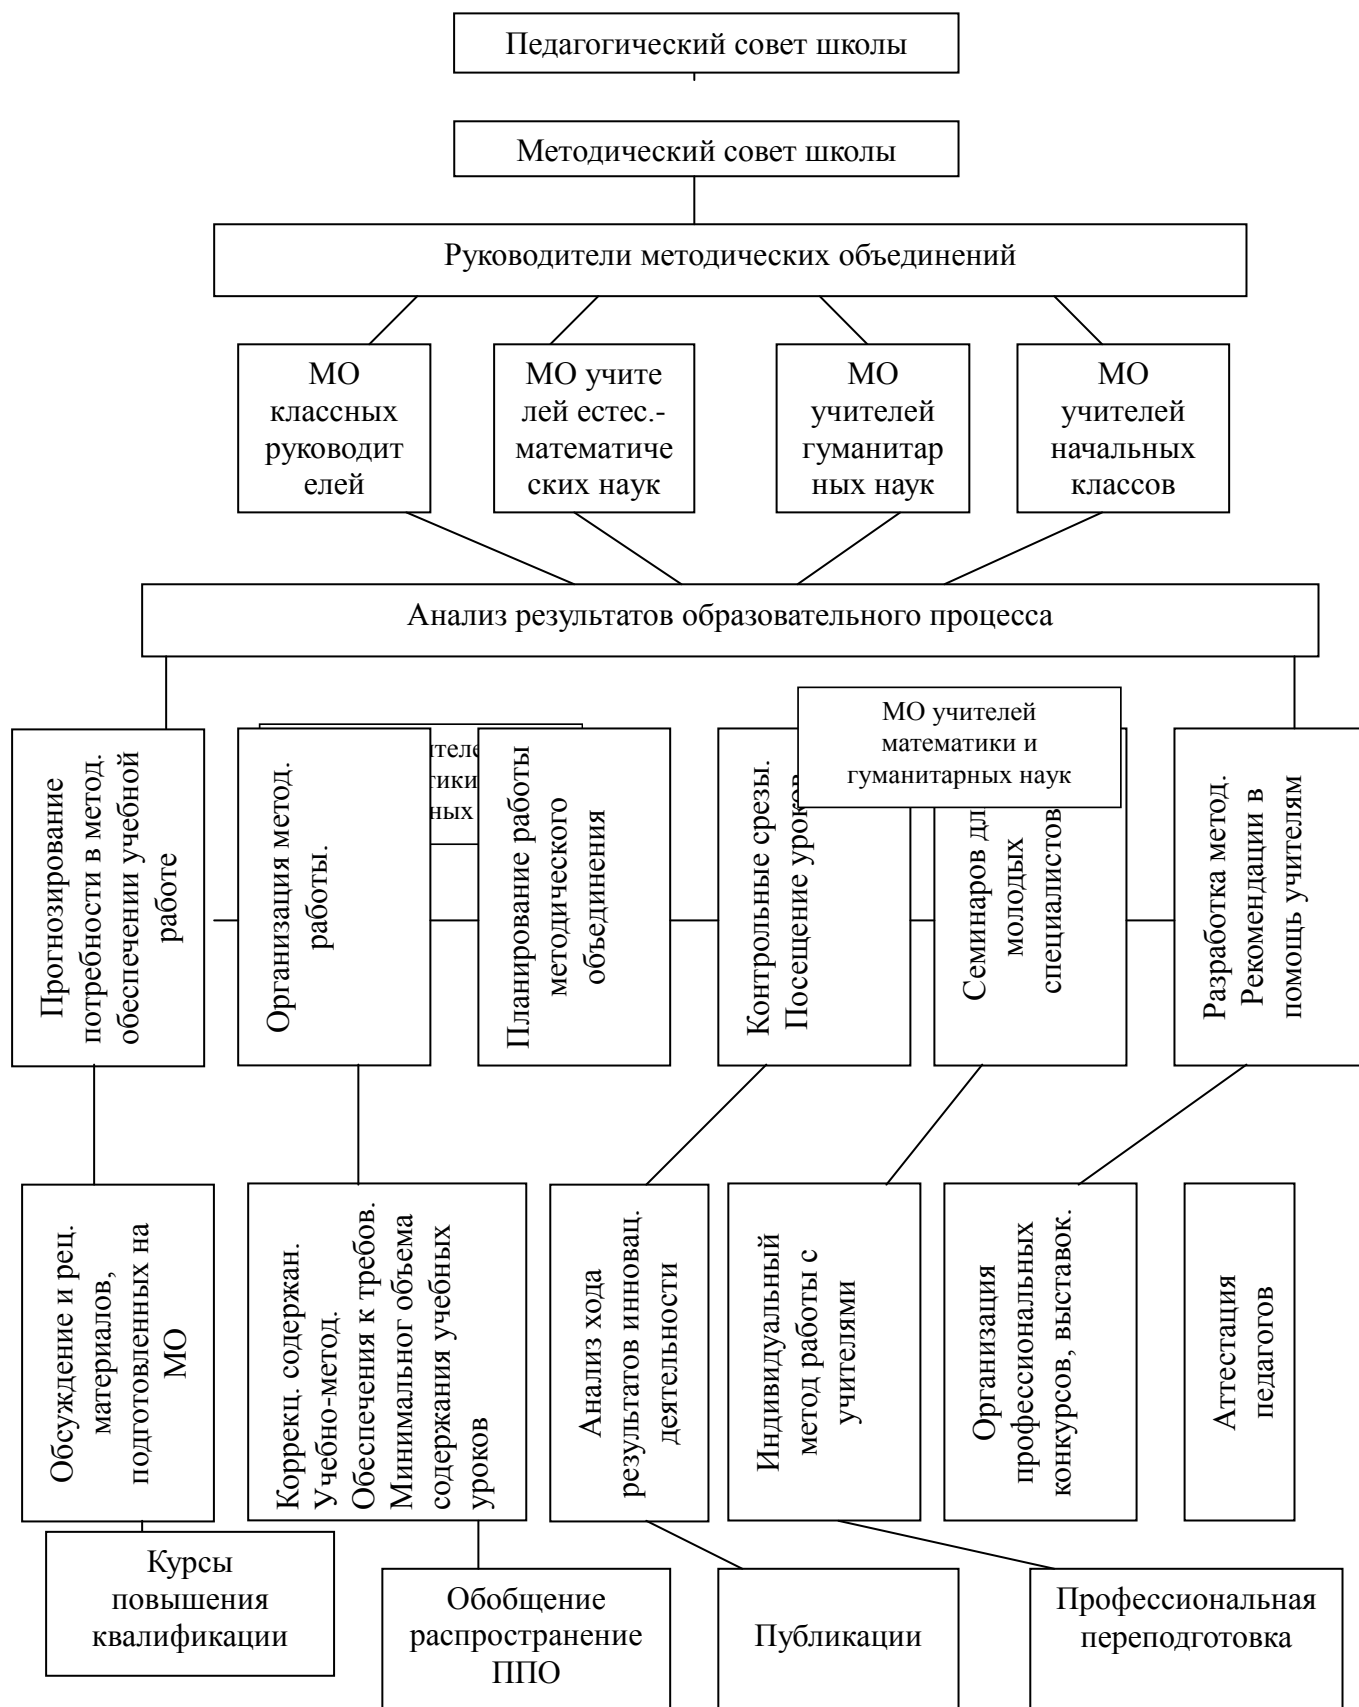 Педагогический совет школы
Методический совет школы
Руководители методических объединений
МО
классных
руководит
елей
МО учите
лей естес.-
математиче
ских наук
МО
учителей
гуманитар
ных наук
МО
учителей
начальных
классов
Анализ результатов образовательного процесса
Прогнозирование
потребности в метод.
обеспечении учебной
работе
Организация метод.
работы.
Планирование работы
методического
объединения
Контрольные срезы.
Посещение уроков
МО учителей
математики и
гуманитарных наук
Семинаров
молодых
специалистов
Разработка метод.
Рекомендации в
помощь учителям
Обсуждение и рец.
материалов,
подготовленных на
МО
Коррекц. содержан.
Учебно-метод.
Обеспечения к требов.
Минимальног объема
содержания учебных
уроков
Анализ хода
результатов инновац.
деятельности
Индивидуальный
метод работы с
учителями
Организация
профессиональных
конкурсов, выставок.
Аттестация
педагогов
Курсы
повышения
квалификации
Обобщение
распространение
ППО
Публикации
Профессиональная
переподготовка